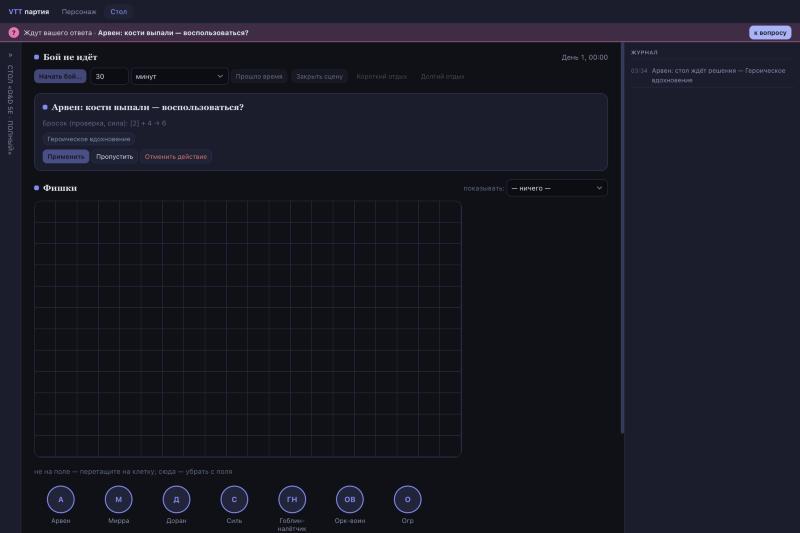 VTT партия Персонаж Стол
? Ждут вашего ответа · Арвен: кости выпали — воспользоваться? к вопросу
»
СТОЛ «D&D 5E · ПОЛНЫЙ»
Бой не идёт День 1, 00:00
Начать бой... 30 минут Прошло время Закрыть сцену Короткий отдых Долгий отдых
Арвен: кости выпали — воспользоваться?
Бросок (проверка, сила): [2] + 4 → 6
Героическое вдохновение
Применить Пропустить Отменить действие
Фишки показывать: — ничего —
не на поле — перетащите на клетку; сюда — убрать с поля
А М Д С ГН ОВ О
Арвен Мирра Доран Силь Гоблин-налётчик Орк-воин Огр
ЖУРНАЛ
03:34 Арвен: стол ждёт решения — Героическое
вдохновение